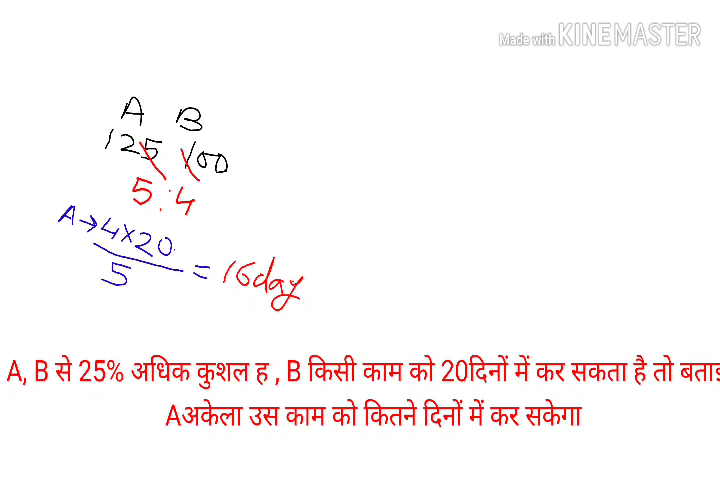 Made with KINEMASTER
A B
125 100
5:4
A→ 4×20
5 = 16day
A, B से 25% अधिक कुशल ह , B किसी काम को 20दिनों में कर सकता है तो बताइ
Aअकेला उस काम को कितने दिनों में कर सकेगा